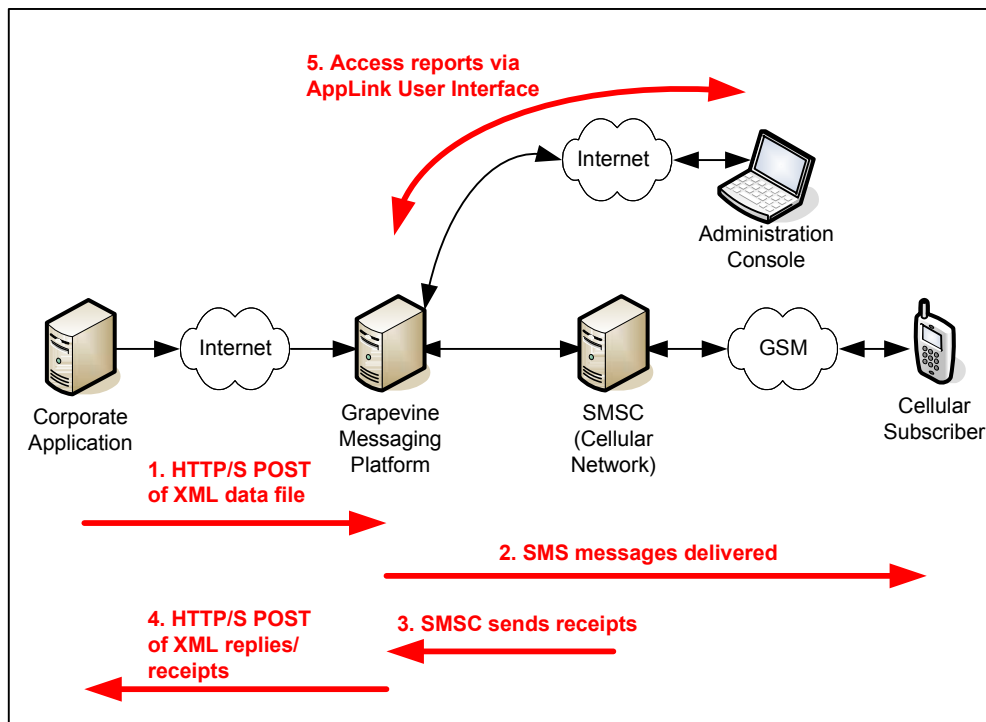 5. Access reports via
AppLink User Interface
Internet
Administration
Console
Internet
GSM
Corporate
Application
Grapevine
Messaging
Platform
SMSC
(Cellular
Network)
Cellular
Subscriber
1. HTTP/S POST
of XML data file
2. SMS messages delivered
4. HTTP/S POST
of XML replies/
receipts
3. SMSC sends receipts